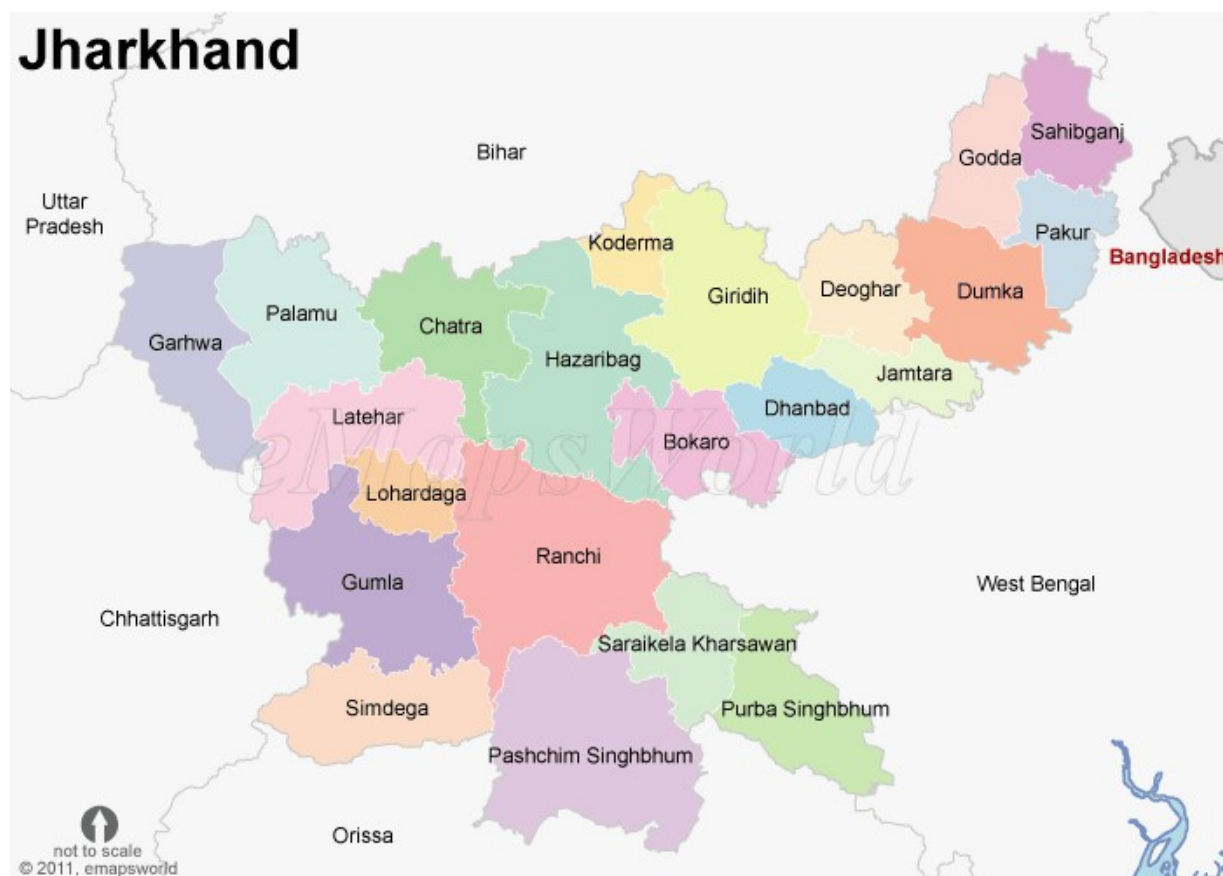 Jharkhand
Bihar
Uttar
Pradesh
Sahibganj
Godda
Pakur
Bangladesh
Koderma
Giridih
Deoghar
Dumka
Palamu
Garhwa
Chatra
Hazaribag
Jamtara
Dhanbad
Latehar
Bokaro
eMapsWorld
Lohardaga
Ranchi
Gumla
West Bengal
Chhattisgarh
Saraikela Kharsawan
Simdega
Purba Singhbhum
Pashchim Singhbhum
Orissa
not to scale
© 2011, emapsworld